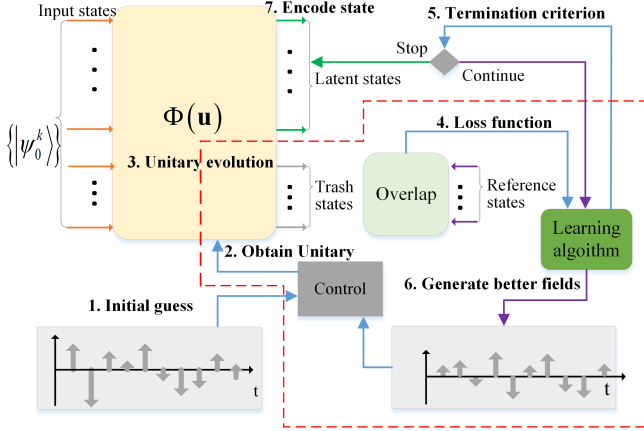 Input states
7. Encode state
5. Termination criterion
Stop
Continue
Latent states
Φ(u)
{|ψ₀ᵏ⟩}
4. Loss function
3. Unitary evolution
Trash
states
Overlap
Reference
states
Learning
algoithm
2. Obtain Unitary
Control
6. Generate better fields
1. Initial guess
t
t